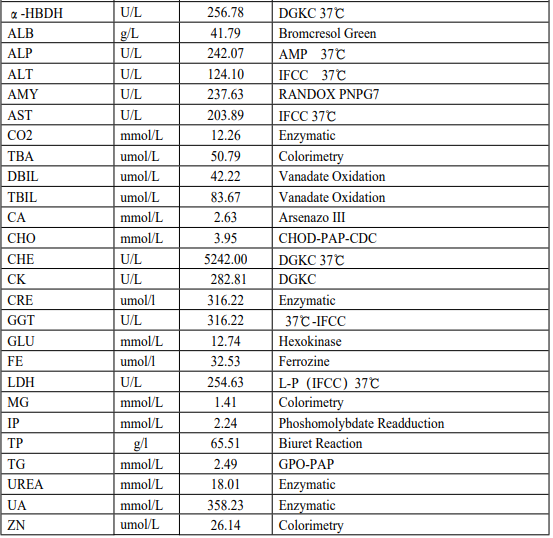 α-HBDH U/L 256.78 DGKC 37℃
ALB g/L 41.79 Bromcresol Green
ALP U/L 242.07 AMP 37℃
ALT U/L 124.10 IFCC 37℃
AMY U/L 237.63 RANDOX PNPG7
AST U/L 203.89 IFCC 37℃
CO2 mmol/L 12.26 Enzymatic
TBA umol/L 50.79 Colorimetry
DBIL umol/L 42.22 Vanadate Oxidation
TBIL umol/L 83.67 Vanadate Oxidation
CA mmol/L 2.63 Arsenazo III
CHO mmol/L 3.95 CHOD-PAP-CDC
CHE U/L 5242.00 DGKC 37℃
CK U/L 282.81 DGKC
CRE umol/l 316.22 Enzymatic
GGT U/L 316.22 37℃-IFCC
GLU mmol/L 12.74 Hexokinase
FE umol/l 32.53 Ferrozine
LDH U/L 254.63 L-P（IFCC）37℃
MG mmol/L 1.41 Colorimetry
IP mmol/L 2.24 Phoshomolybdate Readduction
TP g/l 65.51 Biuret Reaction
TG mmol/L 2.49 GPO-PAP
UREA mmol/L 18.01 Enzymatic
UA mmol/L 358.23 Enzymatic
ZN umol/L 26.14 Colorimetry